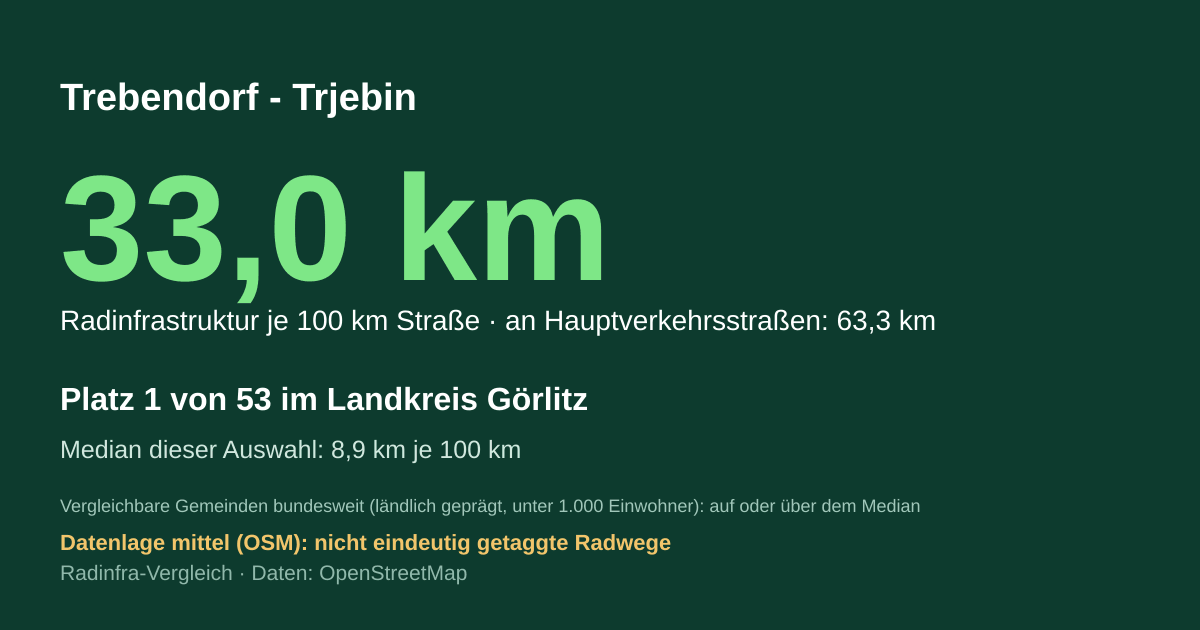 Trebendorf - Trjebin
33,0 km
Radinfrastruktur je 100 km Straße · an Hauptverkehrsstraßen: 63,3 km
Platz 1 von 53 im Landkreis Görlitz
Median dieser Auswahl: 8,9 km je 100 km
Vergleichbare Gemeinden bundesweit (ländlich geprägt, unter 1.000 Einwohner): auf oder über dem Median
Datenlage mittel (OSM): nicht eindeutig getaggte Radwege
Radinfra-Vergleich · Daten: OpenStreetMap